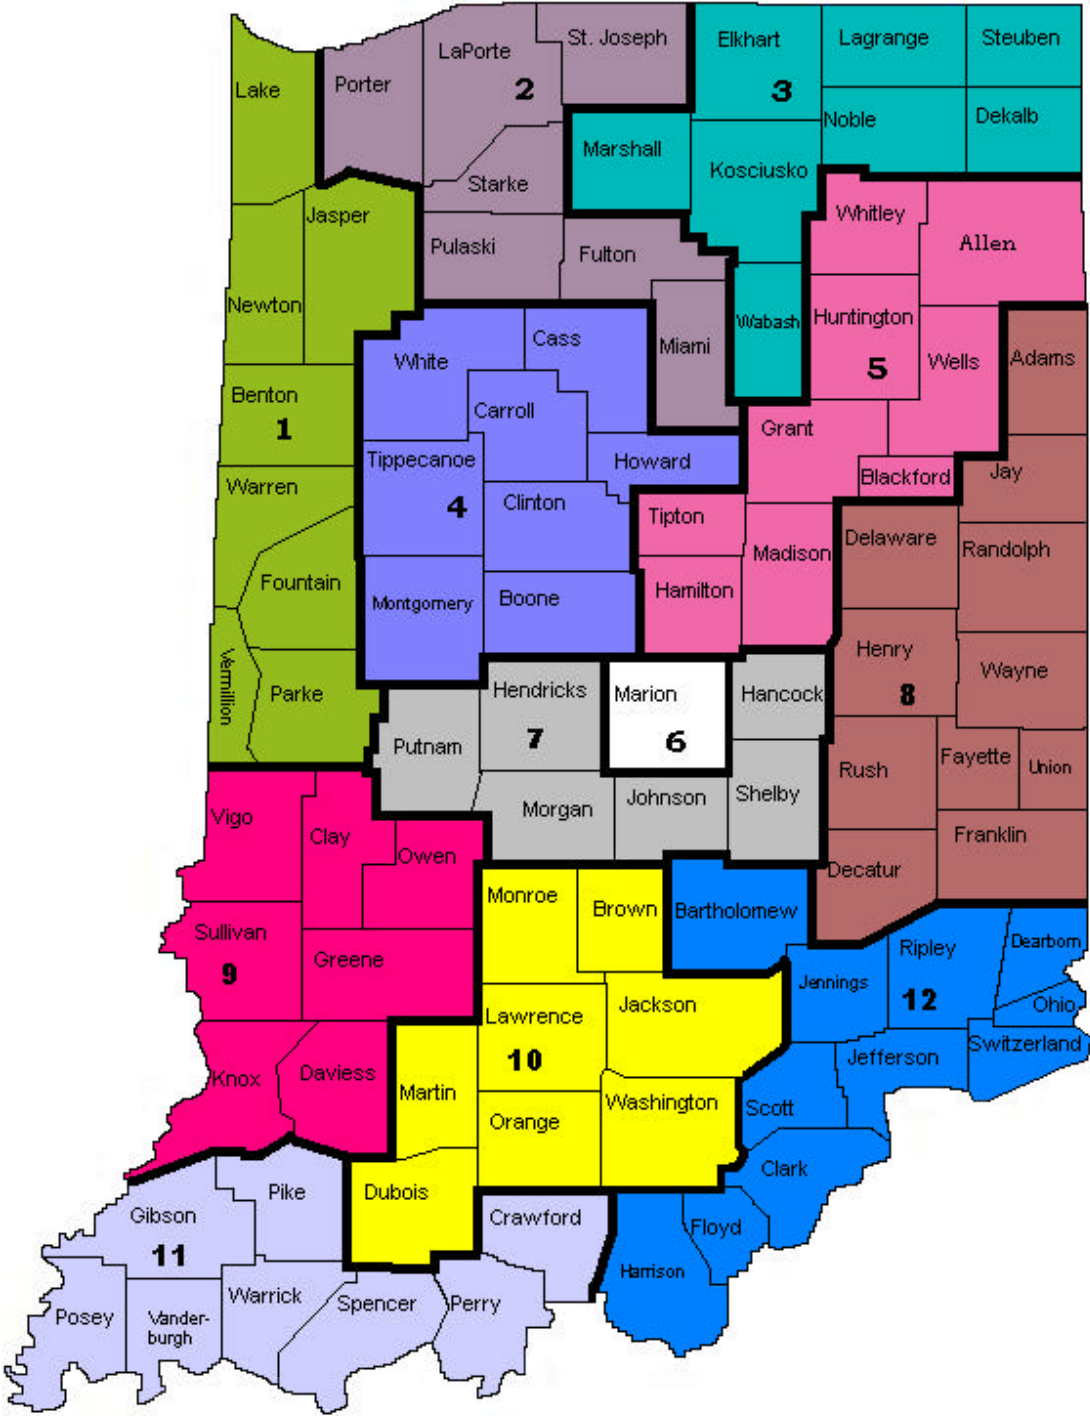 St. Joseph
Elkhart
Lagrange
Steuben
LaPorte
Lake
Porter
2
3
Noble
Dekalb
Marshall
Kosciusko
Starke
Jasper
Whitley
Allen
Pulaski
Fulton
Newton
Wabash
Huntington
Cass
Miami
White
Wells
Adams
5
Benton
1
Carroll
Grant
Tippecanoe
Howard
Blackford
Jay
Warren
4
Clinton
Tipton
Delaware
Randolph
Madison
Fountain
Hamilton
Montgomery
Boone
Henry
Wayne
Vermillion
Parke
Hendricks
Marion
Hancock
8
Putnam
7
6
Rush
Fayette
Union
Vigo
Morgan
Johnson
Shelby
Clay
Franklin
Owen
Decatur
Monroe
Brown
Bartholomew
Sullivan
Greene
9
Ripley
Dearborn
Jennings
12
Ohio
Lawrence
Jackson
10
Jefferson
Switzerland
Knox
Daviess
Martin
Washington
Scott
Orange
Clark
Pike
Dubois
Gibson
Crawford
Floyd
11
Harrison
Posey
Vander-
burgh
Warrick
Spencer
Perry